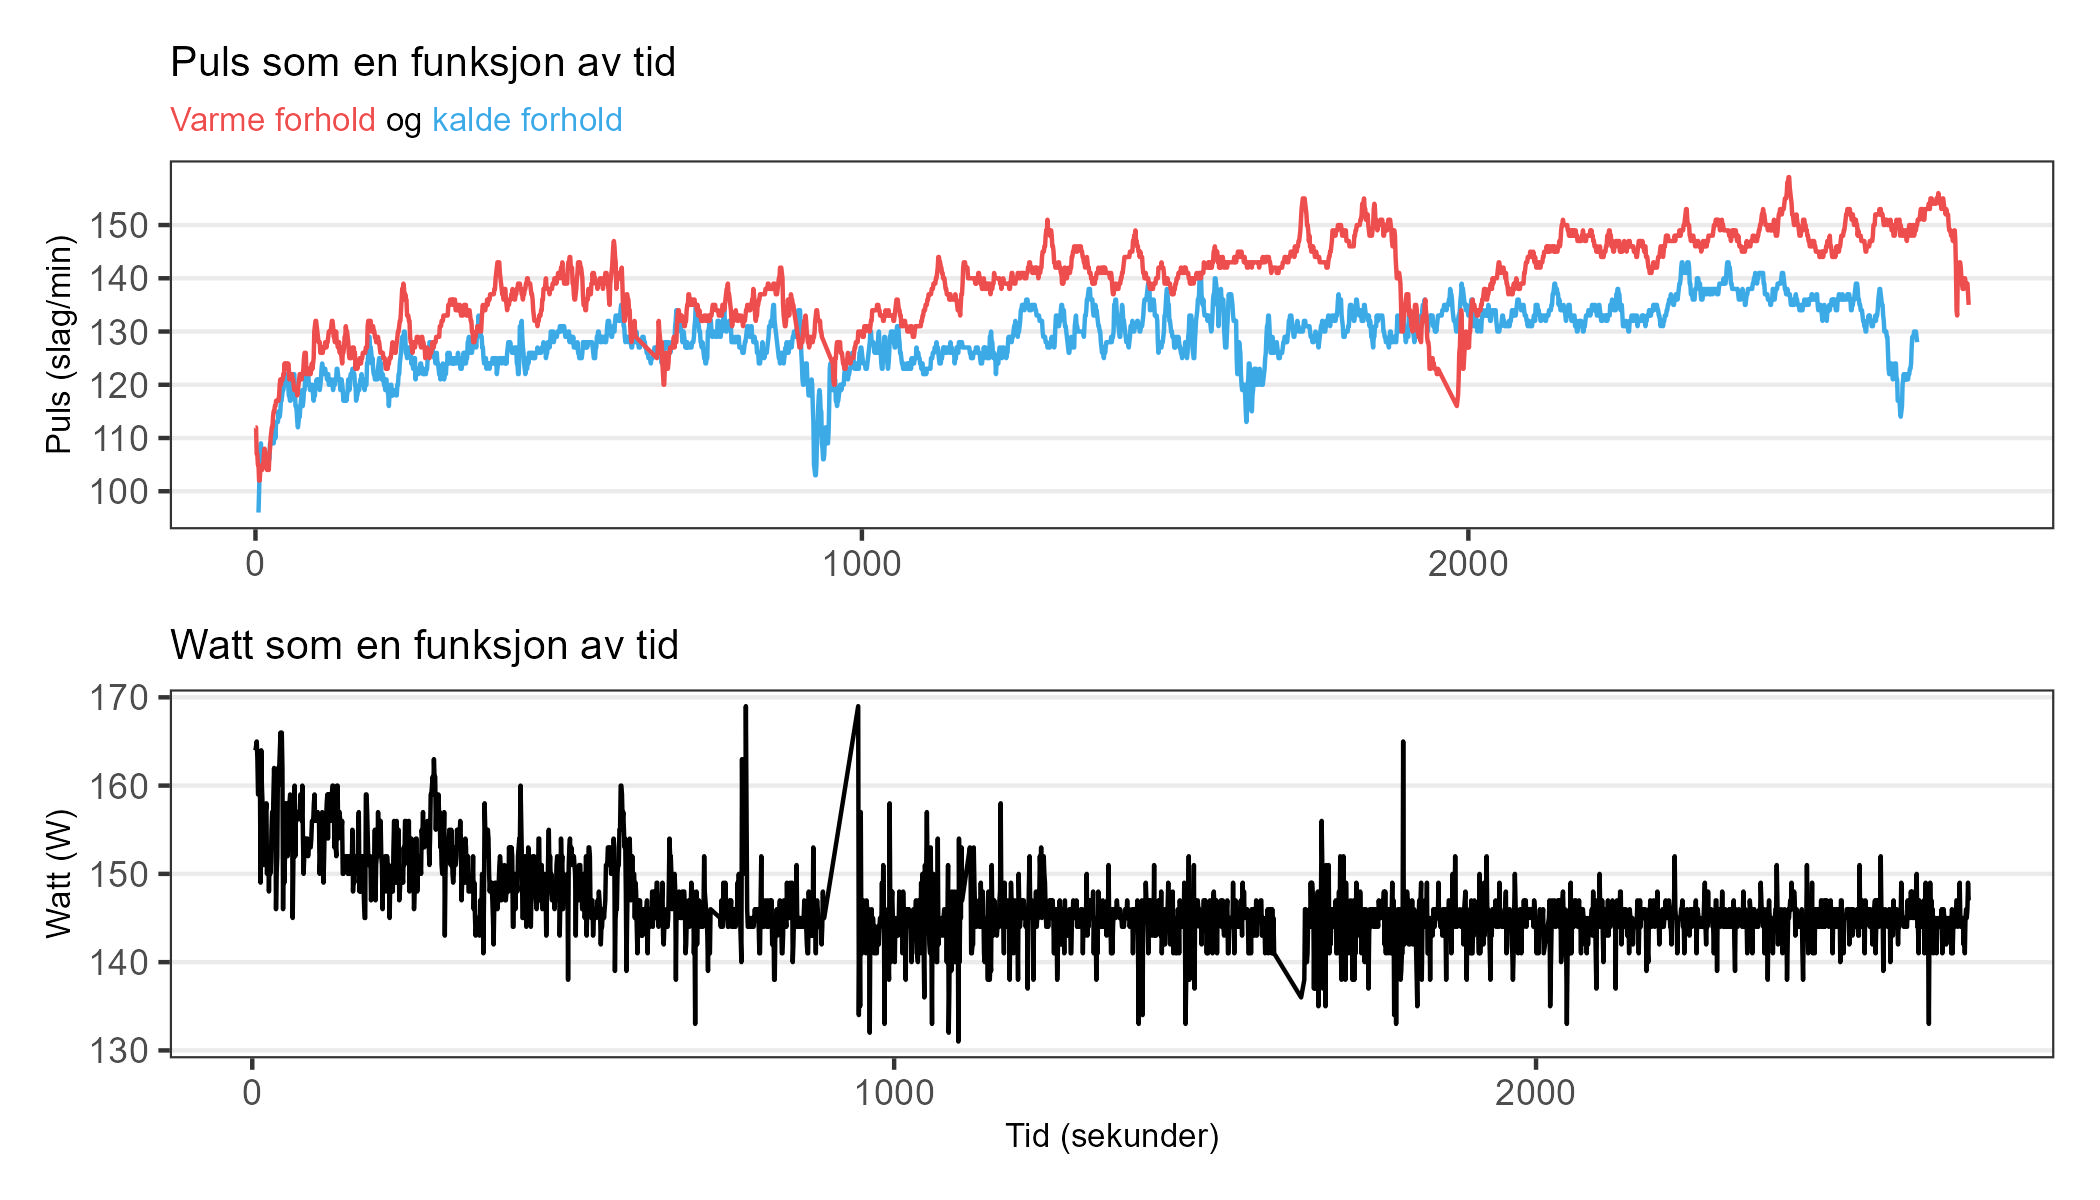 Puls som en funksjon av tid
Varme forhold og kalde forhold
Puls (slag/min)
150
140
130
120
110
100
0 1000 2000
Watt som en funksjon av tid
Watt (W)
170
160
150
140
130
0 1000 2000
Tid (sekunder)